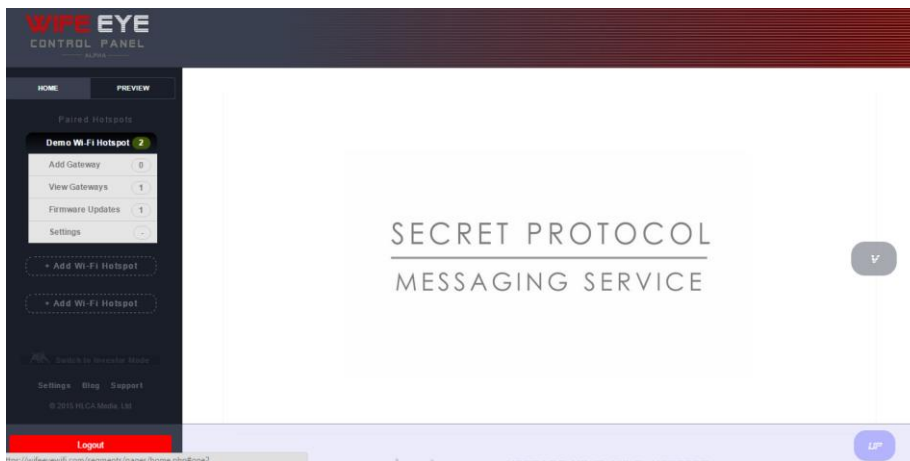 WIFE EYE
CONTROL PANEL
ALPHA
HOME PREVIEW
Paired Hotspots
Demo Wi-Fi Hotspot 2
Add Gateway 0
View Gateways 1
Firmware Updates 1
Settings -
+ Add Wi-Fi Hotspot
+ Add Wi-Fi Hotspot
Switch to Investor Mode
Settings Blog Support
© 2015 HLCA Media, Ltd
Logout
SECRET PROTOCOL
MESSAGING SERVICE
V
UP